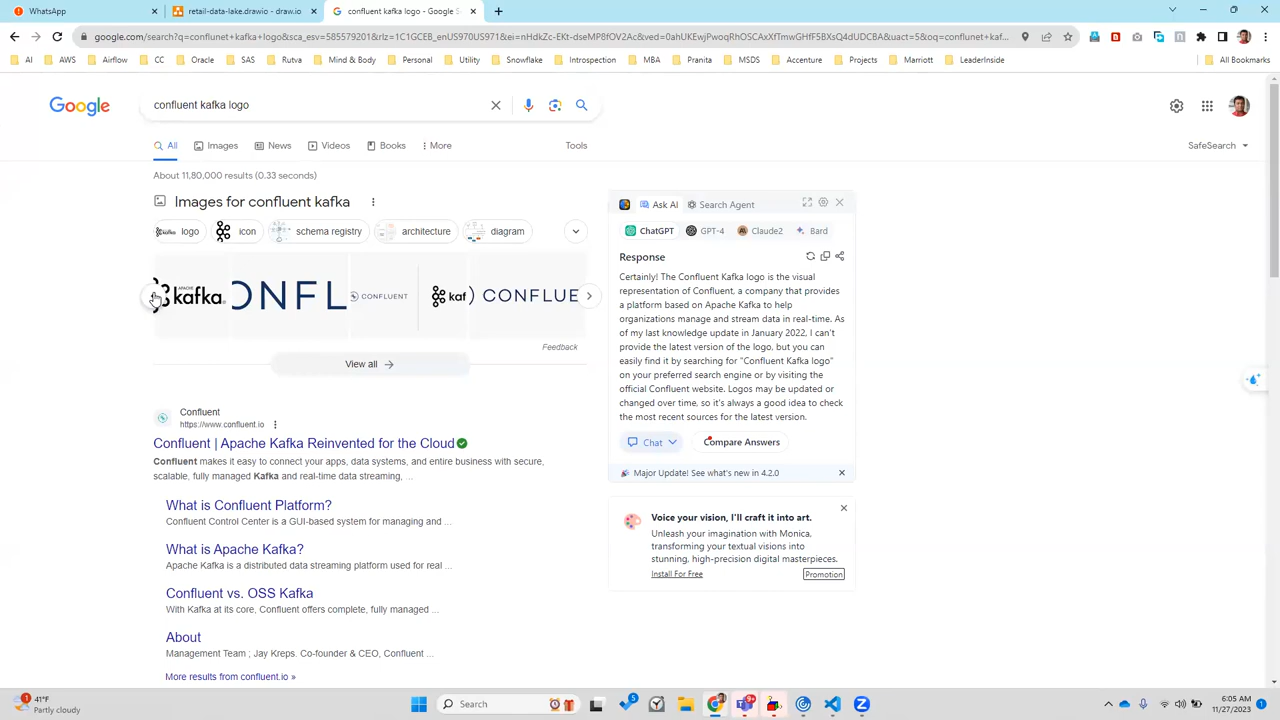 WhatsApp
retail-data-lake.drawio - draw.io
confluent kafka logo - Google S
google.com/search?q=conflunet+kafka+logo&sca_esv=585579201&rlz=1C1GCEB_enUS970US971&ei=nHdkZc-EKt-dseMP8fOV2Ac&ved=0ahUKEwjPwoqRhOSCAxXfTmwGHfF5BXsQ4dUDCBA&uact=5&oq=conflunet+kaf...
AI AWS Airflow CC Oracle SAS Rutva Mind & Body Personal Utility Snowflake Introspection MBA Pranita MSDS Accenture Projects Marriott LeaderInside All Bookmarks
Google
confluent kafka logo
All Images News Videos Books More Tools SafeSearch
About 11,80,000 results (0.33 seconds)
Images for confluent kafka
kafka logo icon schema registry architecture diagram
APACHE
kafka ONFL CONFLUENT kaf CONFLUE
Feedback
View all
Confluent
https://www.confluent.io
Confluent | Apache Kafka Reinvented for the Cloud
Confluent makes it easy to connect your apps, data systems, and entire business with secure,
scalable, fully managed Kafka and real-time data streaming, ...
What is Confluent Platform?
Confluent Control Center is a GUI-based system for managing and ...
What is Apache Kafka?
Apache Kafka is a distributed data streaming platform used for real ...
Confluent vs. OSS Kafka
With Kafka at its core, Confluent offers complete, fully managed ...
About
Management Team ; Jay Kreps. Co-founder & CEO, Confluent ...
More results from confluent.io »
Ask AI Search Agent
ChatGPT GPT-4 Claude2 Bard
Response
Certainly! The Confluent Kafka logo is the visual
representation of Confluent, a company that provides
a platform based on Apache Kafka to help
organizations manage and stream data in real-time. As
of my last knowledge update in January 2022, I can't
provide the latest version of the logo, but you can
easily find it by searching for "Confluent Kafka logo"
on your preferred search engine or by visiting the
official Confluent website. Logos may be updated or
changed over time, so it's always a good idea to check
the most recent sources for the latest version.
Chat Compare Answers
Major Update! See what's new in 4.2.0
Voice your vision, I'll craft it into art.
Unleash your imagination with Monica,
transforming your textual visions into
stunning, high-precision digital masterpieces.
Install For Free Promotion
1 41°F
Partly cloudy
Search
5
9+
6:05 AM
11/27/2023
1